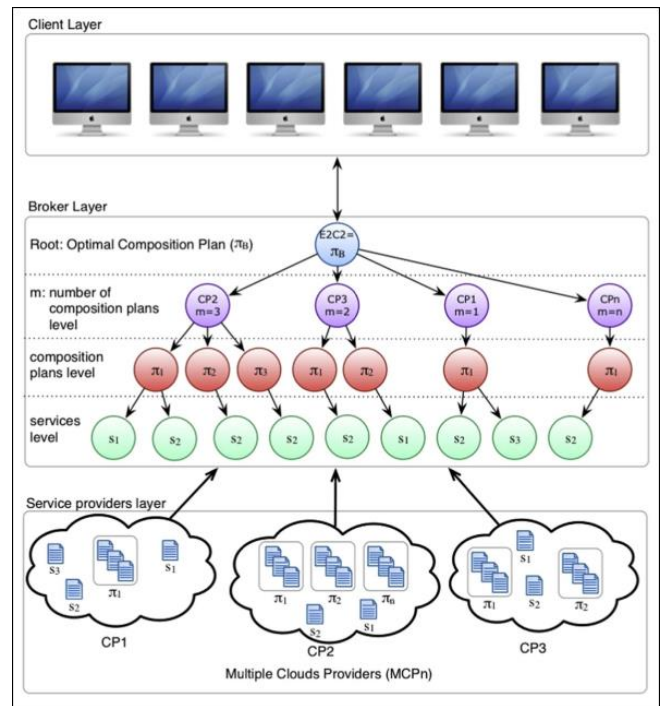 Client Layer
Broker Layer
E2C2=
πB
Root: Optimal Composition Plan (πB)
m: number of
composition plans
level
CP2
m=3
CP3
m=2
CP1
m=1
CPn
m=n
composition
plans level
π1
π2
π3
π1
π2
π1
π1
services
level
s1
s2
s2
s2
s2
s1
s2
s3
s2
Service providers layer
s3
s2
π1
s1
CP1
π1
π2
π6
s2
s1
CP2
s1
π1
s2
π2
CP3
Multiple Clouds Providers (MCPn)